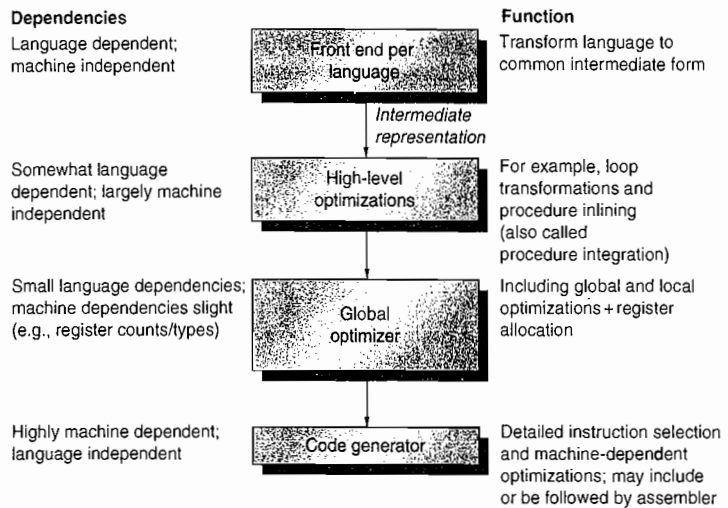 Dependencies
Function
Language dependent;
machine independent
Front end per
language
Transform language to
common intermediate form
Intermediate
representation
Somewhat language
dependent; largely machine
independent
High-level
optimizations
For example, loop
transformations and
procedure inlining
(also called
procedure integration)
Small language dependencies;
machine dependencies slight
(e.g., register counts/types)
Global
optimizer
Including global and local
optimizations + register
allocation
Highly machine dependent;
language independent
Code generator
Detailed instruction selection
and machine-dependent
optimizations; may include
or be followed by assembler